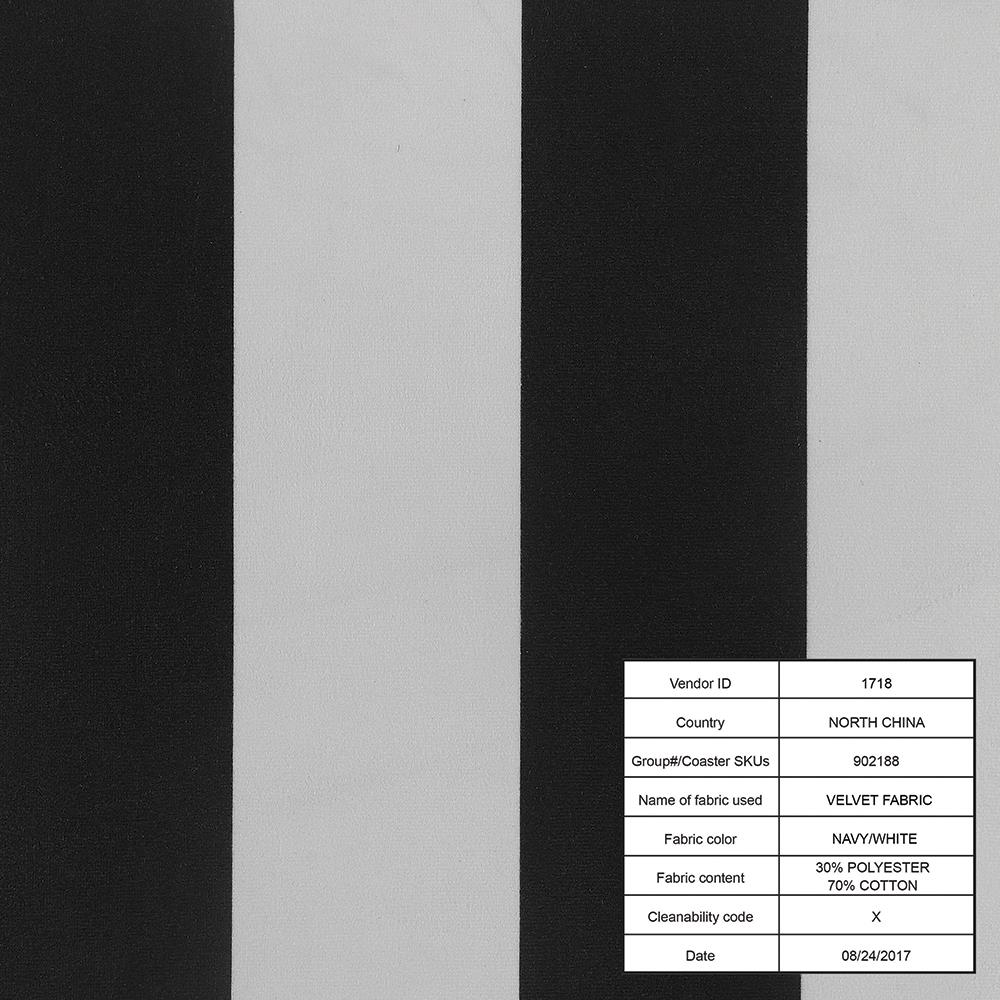 Vendor ID 1718
Country NORTH CHINA
Group#/Coaster SKUs 902188
Name of fabric used VELVET FABRIC
Fabric color NAVY/WHITE
Fabric content 30% POLYESTER
70% COTTON
Cleanability code X
Date 08/24/2017